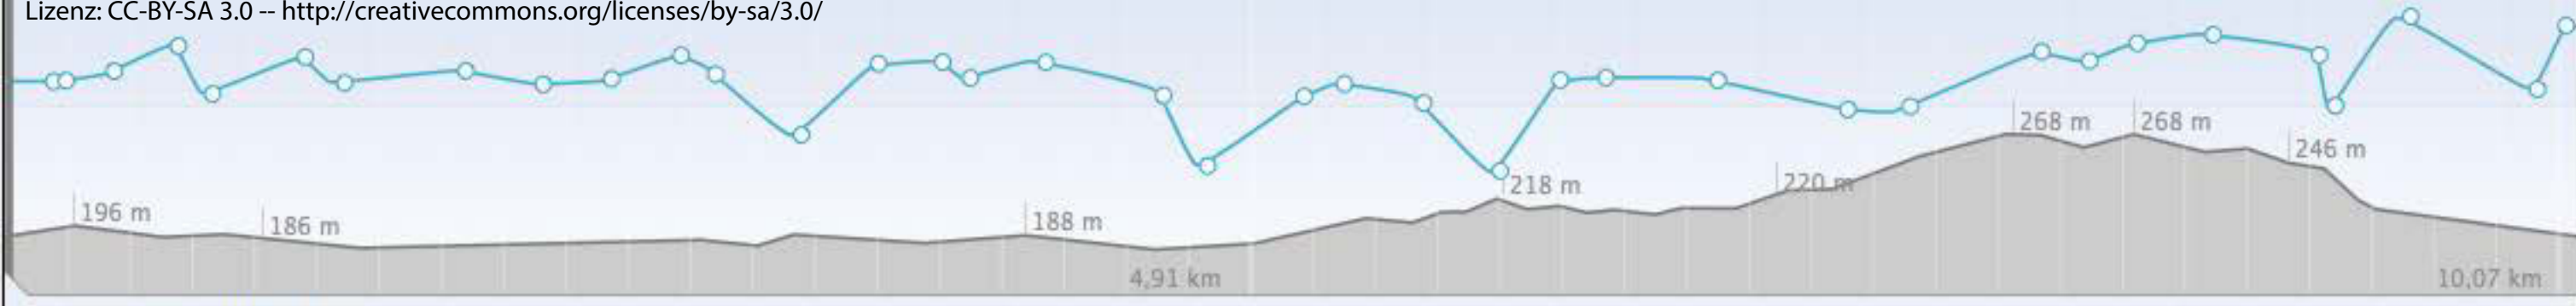 Lizenz: CC-BY-SA 3.0 -- http://creativecommons.org/licenses/by-sa/3.0/
268 m
268 m
246 m
218 m
220 m
196 m
186 m
188 m
4,91 km
10,07 km